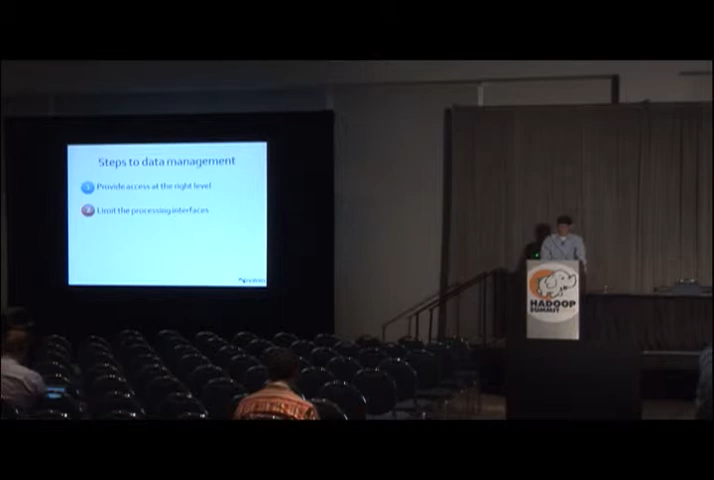 Steps to data management
1 Provide access at the right level
2 Limit the processing interfaces
HADOOP
SUMMIT